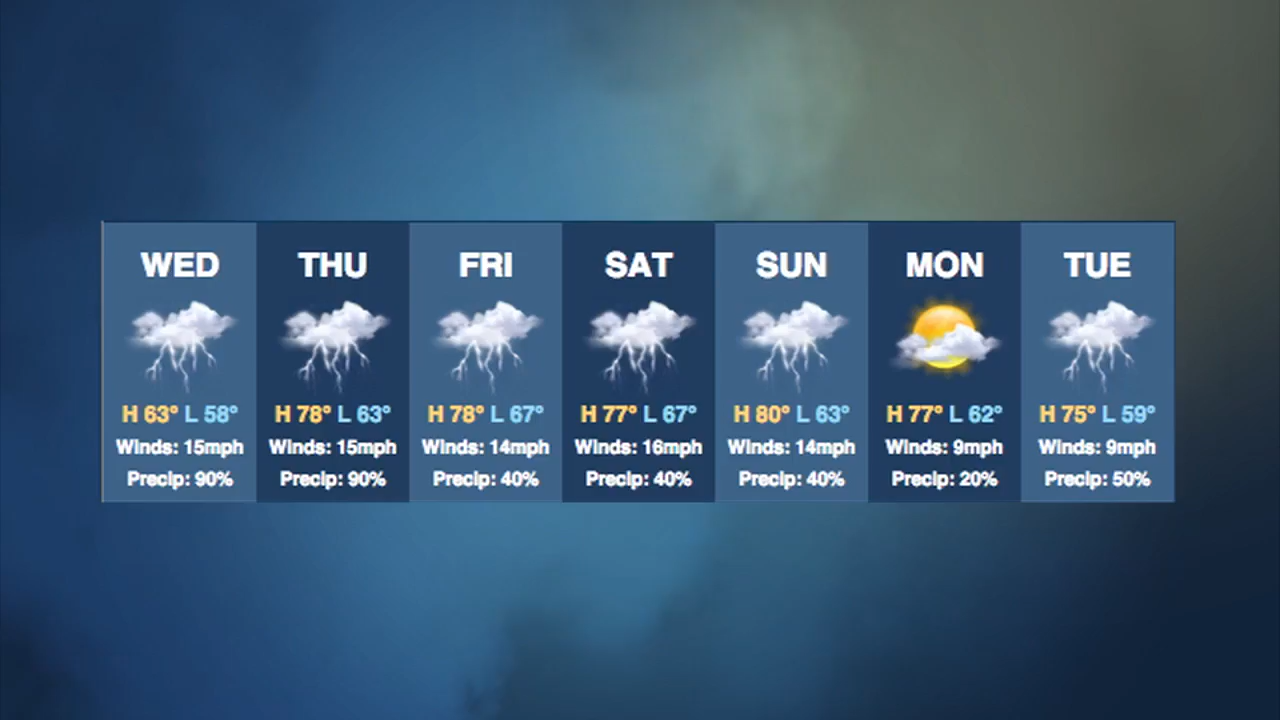 WED THU FRI SAT SUN MON TUE
H 63° L 58° H 78° L 63° H 78° L 67° H 77° L 67° H 80° L 63° H 77° L 62° H 75° L 59°
Winds: 15mph Winds: 15mph Winds: 14mph Winds: 16mph Winds: 14mph Winds: 9mph Winds: 9mph
Precip: 90% Precip: 90% Precip: 40% Precip: 40% Precip: 40% Precip: 20% Precip: 50%